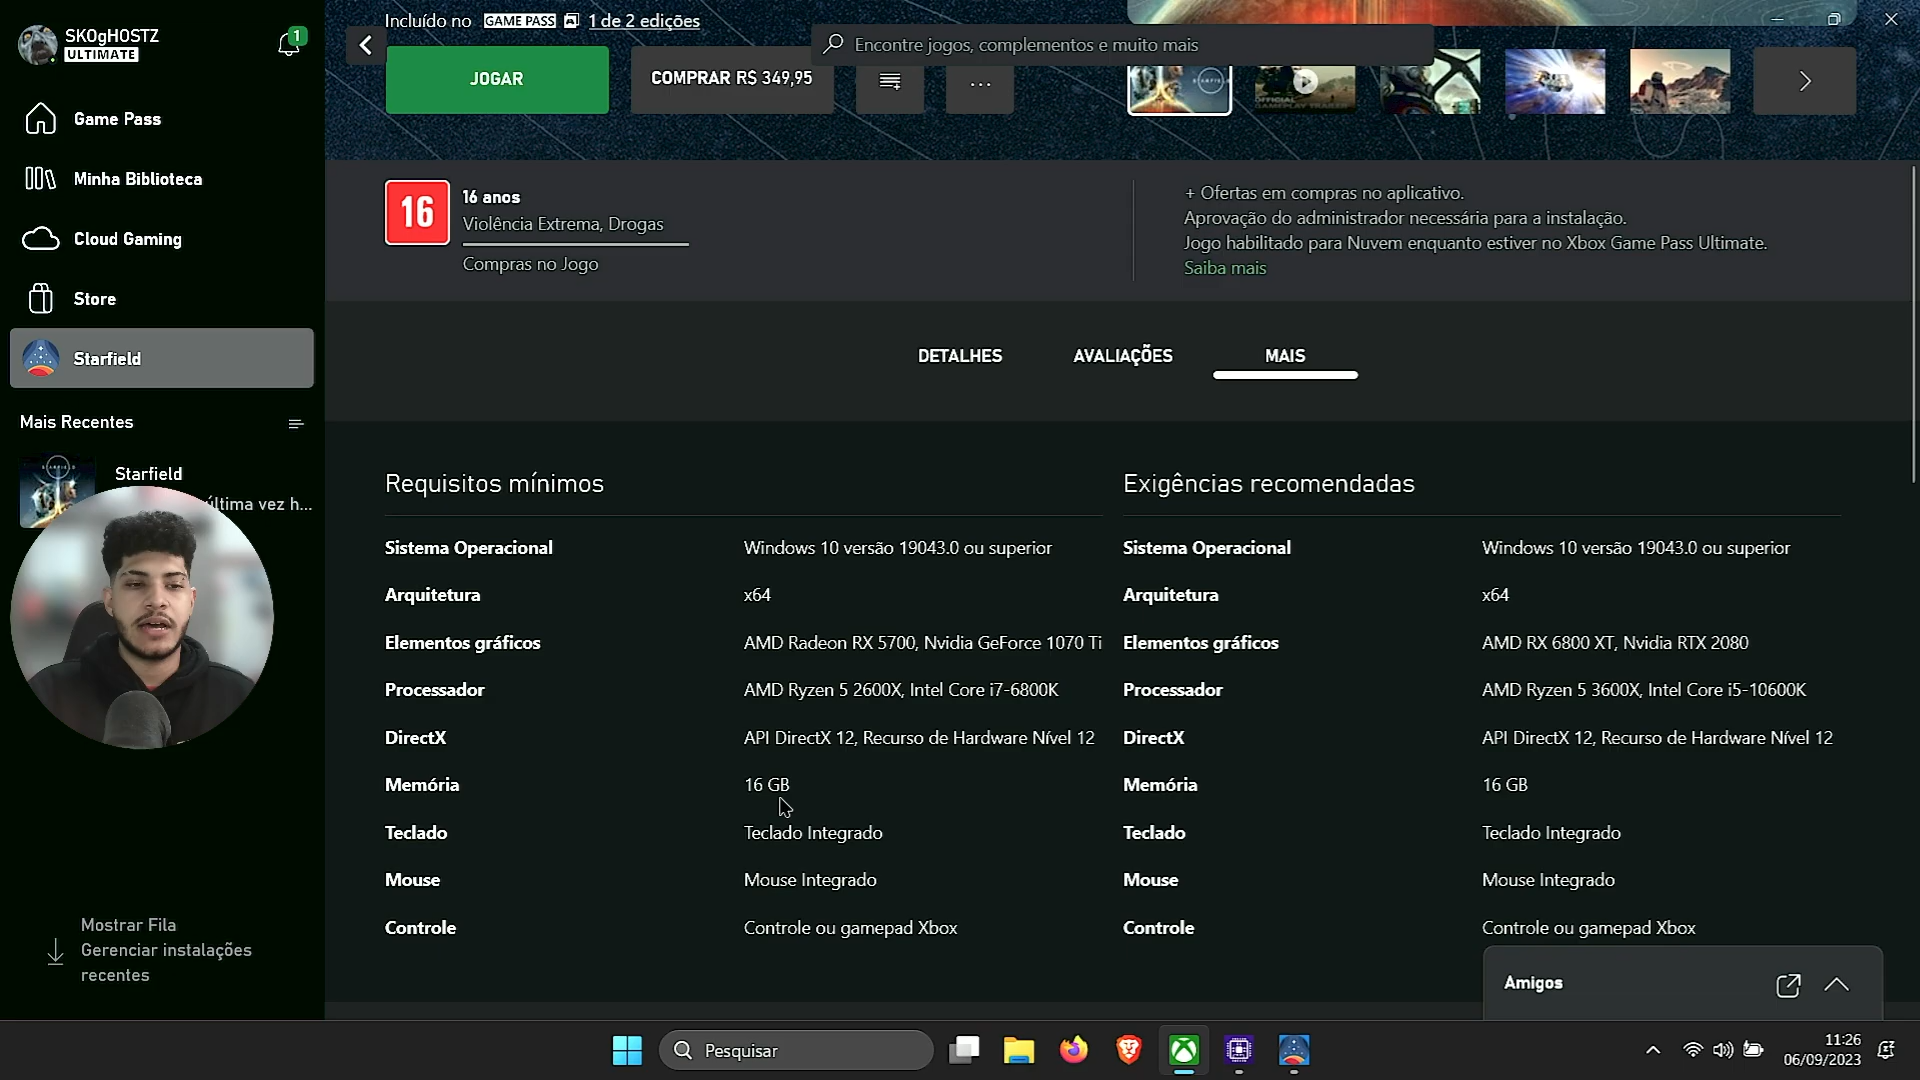 SKOgHOSTZ
ULTIMATE
1
Game Pass
Minha Biblioteca
Cloud Gaming
Store
Starfield
Mais Recentes
Starfield
última vez h...
Mostrar Fila
Gerenciar instalações
recentes
Incluído no GAME PASS 1 de 2 edições
Encontre jogos, complementos e muito mais
JOGAR
COMPRAR R$ 349,95
...
16
16 anos
Violência Extrema, Drogas
Compras no Jogo
+ Ofertas em compras no aplicativo.
Aprovação do administrador necessária para a instalação.
Jogo habilitado para Nuvem enquanto estiver no Xbox Game Pass Ultimate.
Saiba mais
DETALHES
AVALIAÇÕES
MAIS
Requisitos mínimos
Sistema Operacional Windows 10 versão 19043.0 ou superior
Arquitetura x64
Elementos gráficos AMD Radeon RX 5700, Nvidia GeForce 1070 Ti
Processador AMD Ryzen 5 2600X, Intel Core i7-6800K
DirectX API DirectX 12, Recurso de Hardware Nível 12
Memória 16 GB
Teclado Teclado Integrado
Mouse Mouse Integrado
Controle Controle ou gamepad Xbox
Exigências recomendadas
Sistema Operacional Windows 10 versão 19043.0 ou superior
Arquitetura x64
Elementos gráficos AMD RX 6800 XT, Nvidia RTX 2080
Processador AMD Ryzen 5 3600X, Intel Core i5-10600K
DirectX API DirectX 12, Recurso de Hardware Nível 12
Memória 16 GB
Teclado Teclado Integrado
Mouse Mouse Integrado
Controle Controle ou gamepad Xbox
Amigos
Pesquisar
11:26
06/09/2023